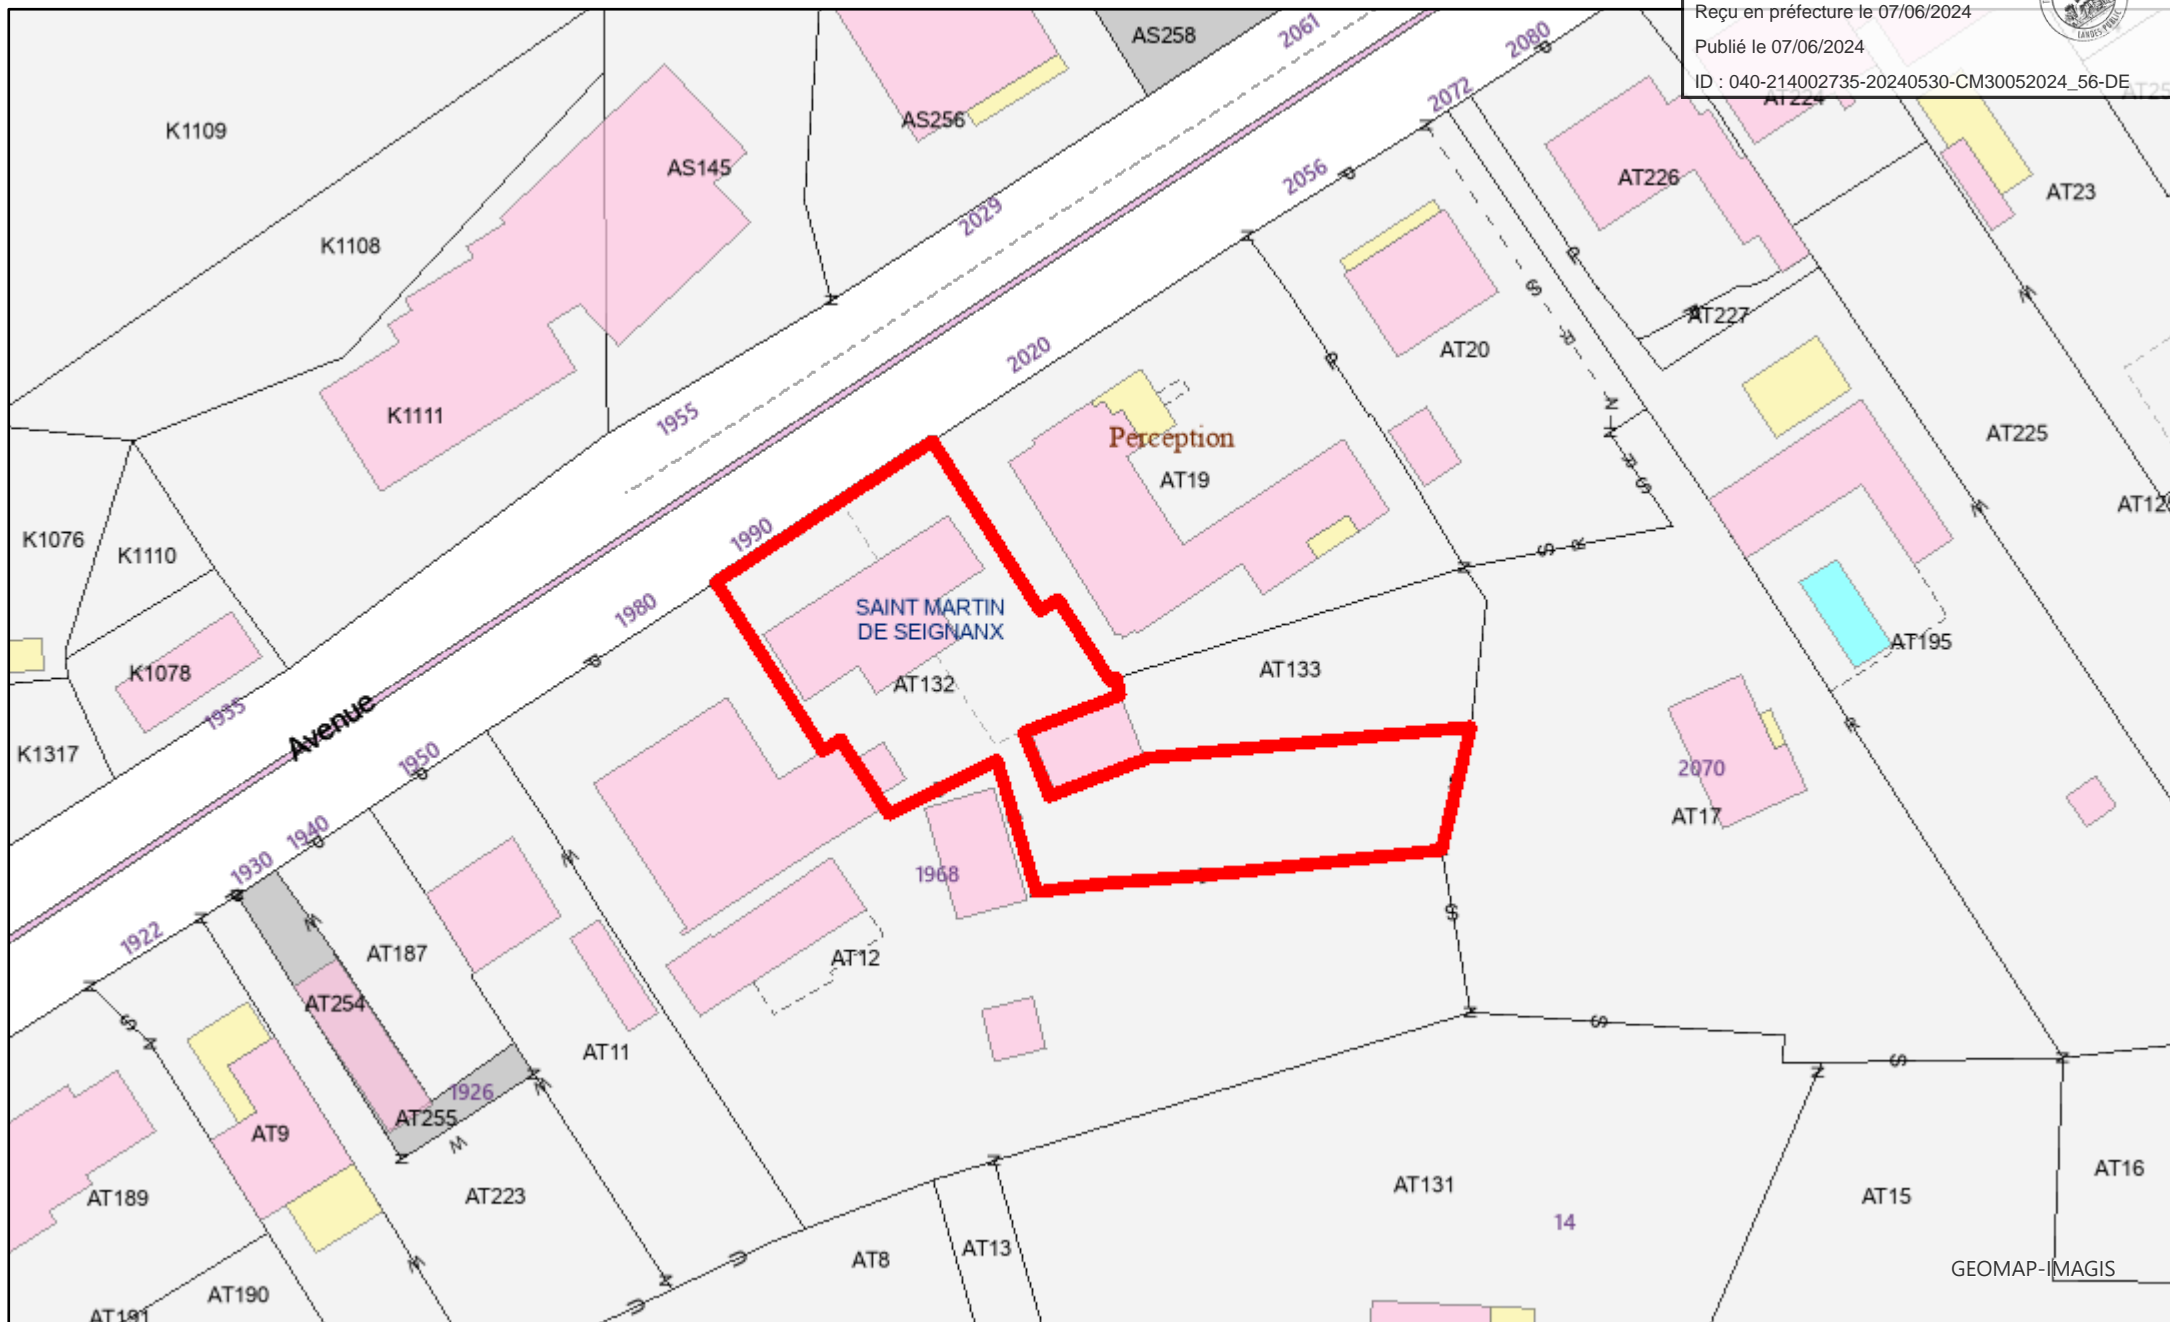 Reçu en préfecture le 07/06/2024
Publié le 07/06/2024
ID : 040-214002735-20240530-CM30052024_56-DE
LANDES-PUBLIC
AS258
2061
2080
2072
AT224
K1109
AS256
AS145
2056
AT226
AT23
2029
K1108
AT227
2020
AT20
1955
K1111
Perception
AT19
AT225
K1076
K1110
1990
1980
SAINT MARTIN
DE SEIGNANX
AT195
K1078
AT133
AT132
1935
Avenue
K1317
1950
2070
AT17
1940
1930
1968
1922
AT187
AT12
AT254
AT11
1926
AT255
AT9
AT189
AT223
AT131
AT16
AT15
14
AT13
AT8
GEOMAP-IMAGIS
AT190
AT191